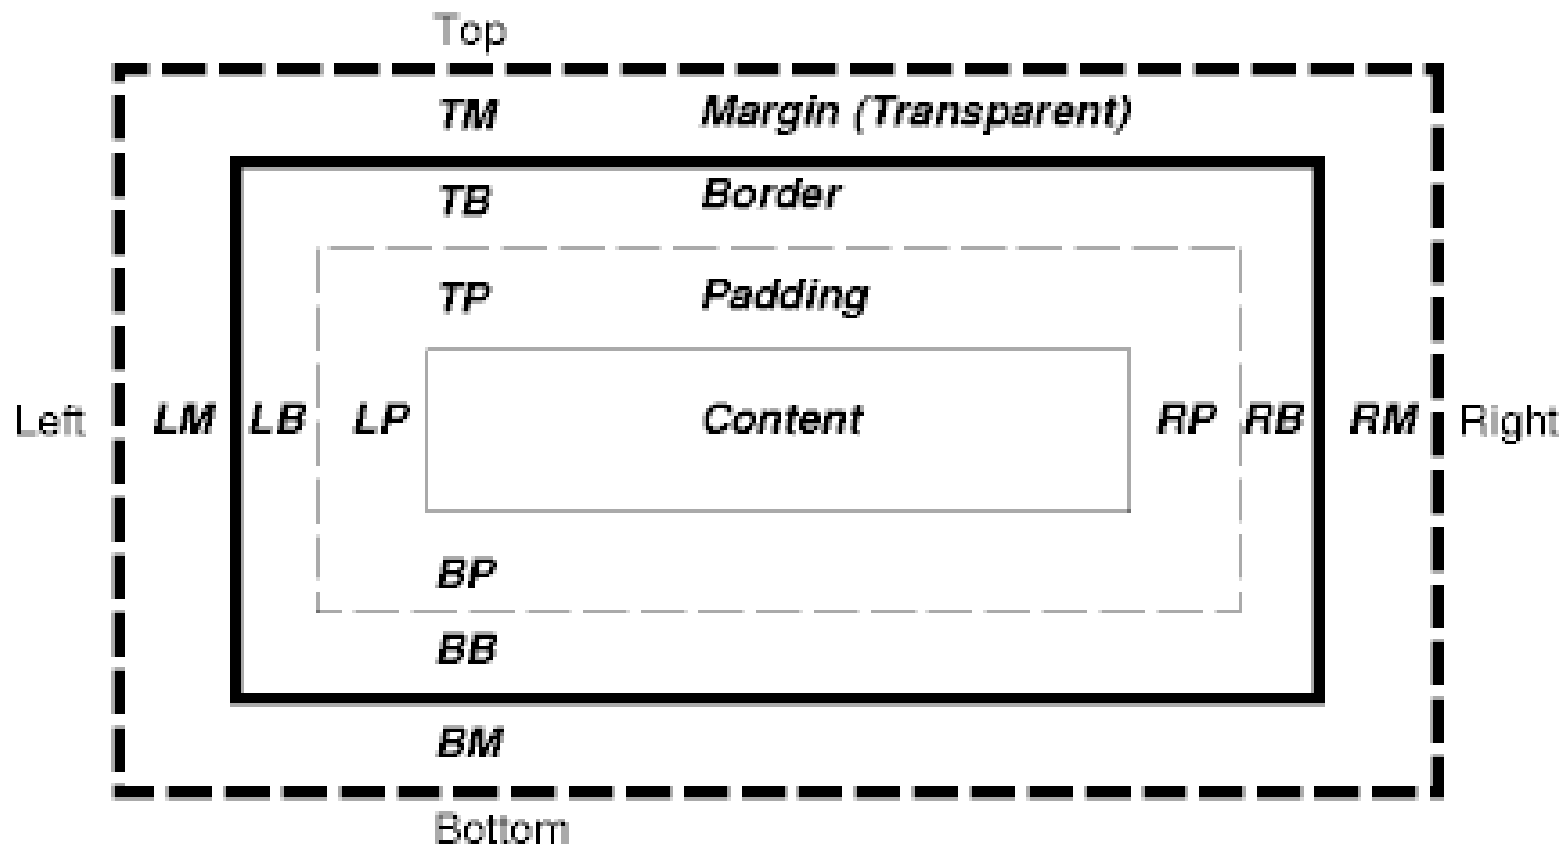 Top
TM Margin (Transparent)
TB Border
TP Padding
Left LM LB LP Content RP RB RM Right
BP
BB
BM
Bottom